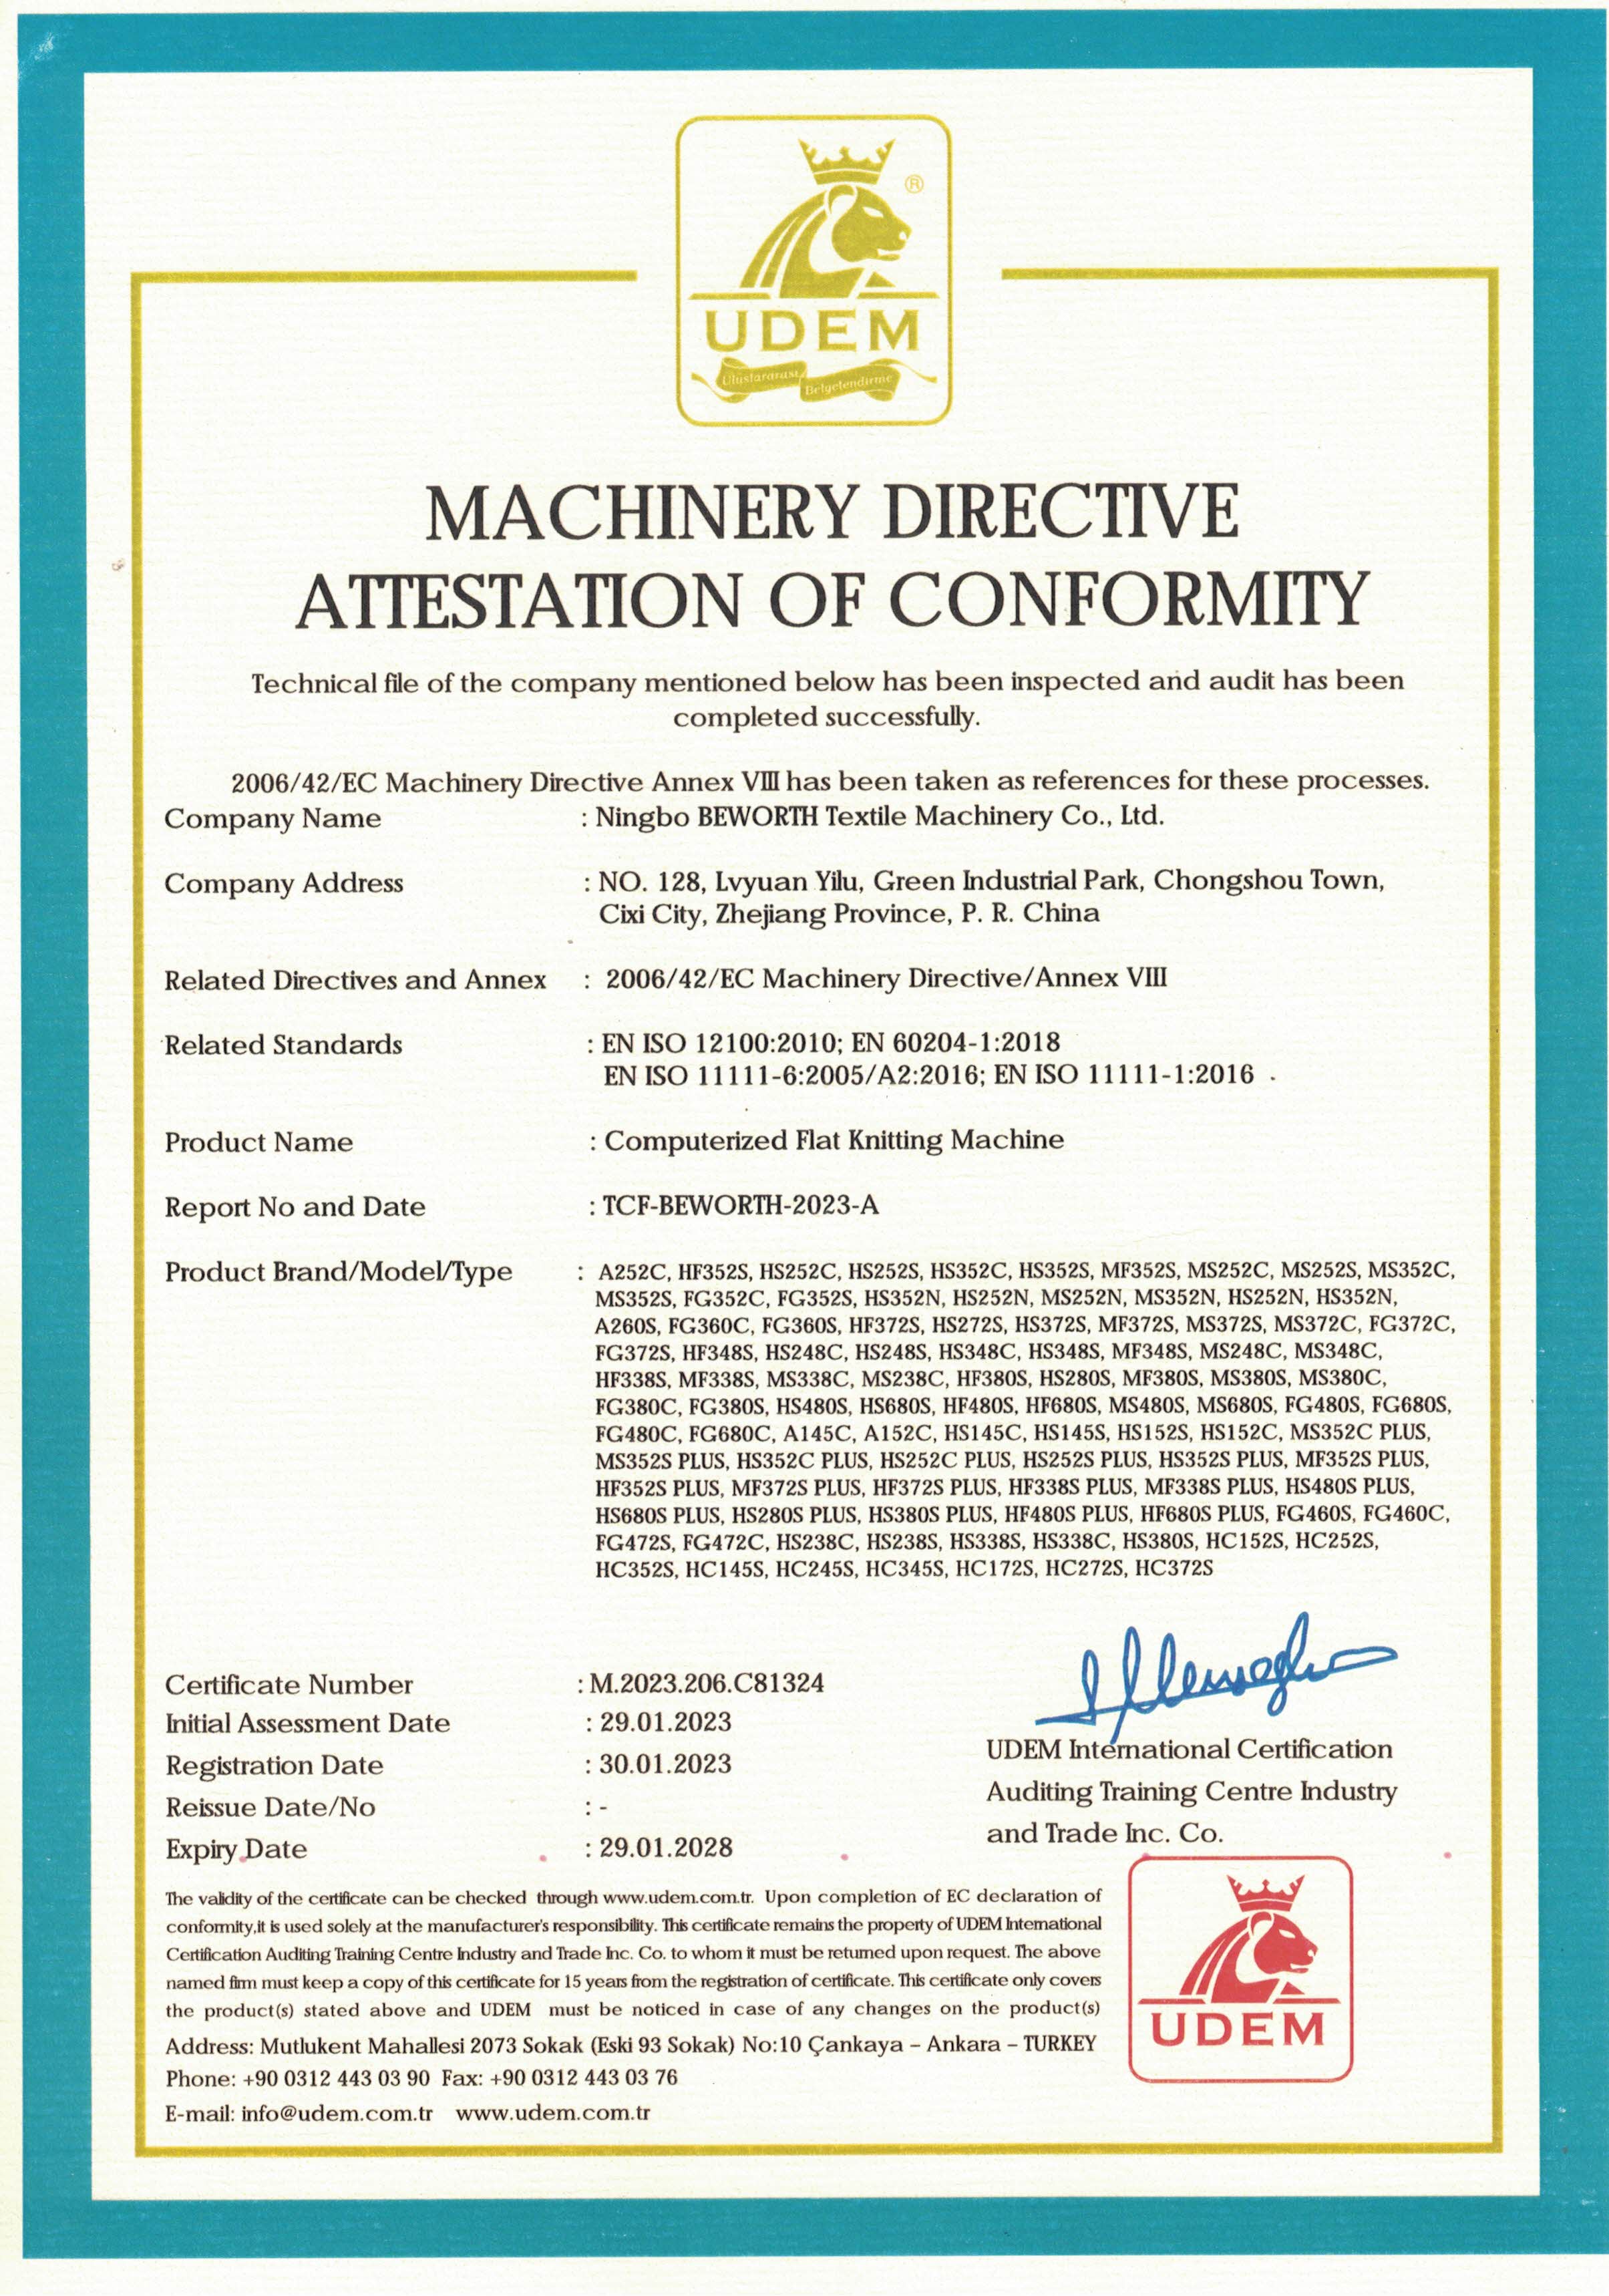 ®
UDEM
Uluslararası
Belgelendirme
MACHINERY DIRECTIVE
ATTESTATION OF CONFORMITY
Technical file of the company mentioned below has been inspected and audit has been
completed successfully.
2006/42/EC Machinery Directive Annex VIII has been taken as references for these processes.
Company Name : Ningbo BEWORTH Textile Machinery Co., Ltd.
Company Address : NO. 128, Lvyuan Yilu, Green Industrial Park, Chongshou Town,
Cixi City, Zhejiang Province, P. R. China
Related Directives and Annex : 2006/42/EC Machinery Directive/Annex VIII
Related Standards : EN ISO 12100:2010; EN 60204-1:2018
EN ISO 11111-6:2005/A2:2016; EN ISO 11111-1:2016
Product Name : Computerized Flat Knitting Machine
Report No and Date : TCF-BEWORTH-2023-A
Product Brand/Model/Type : A252C, HF352S, HS252C, HS252S, HS352C, HS352S, MF352S, MS252C, MS252S, MS352C,
MS352S, FG352C, FG352S, HS352N, HS252N, MS252N, MS352N, HS252N, HS352N,
A260S, FG360C, FG360S, HF372S, HS272S, HS372S, MF372S, MS372S, MS372C, FG372C,
FG372S, HF348S, HS248C, HS248S, HS348C, HS348S, MF348S, MS248C, MS348C,
HF338S, MF338S, MS338C, MS238C, HF380S, HS280S, MF380S, MS380S, MS380C,
FG380C, FG380S, HS480S, HS680S, HF480S, HF680S, MS480S, MS680S, FG480S, FG680S,
FG480C, FG680C, A145C, A152C, HS145C, HS145S, HS152S, HS152C, MS352C PLUS,
MS352S PLUS, HS352C PLUS, HS252C PLUS, HS252S PLUS, HS352S PLUS, MF352S PLUS,
HF352S PLUS, MF372S PLUS, HF372S PLUS, HF338S PLUS, MF338S PLUS, HS480S PLUS,
HS680S PLUS, HS280S PLUS, HS380S PLUS, HF480S PLUS, HF680S PLUS, FG460S, FG460C,
FG472S, FG472C, HS238C, HS238S, HS338S, HS338C, HS380S, HC152S, HC252S,
HC352S, HC145S, HC245S, HC345S, HC172S, HC272S, HC372S
Certificate Number : M.2023.206.C81324
Initial Assessment Date : 29.01.2023
Registration Date : 30.01.2023
Reissue Date/No : -
Expiry Date : 29.01.2028
UDEM International Certification
Auditing Training Centre Industry
and Trade Inc. Co.
The validity of the certificate can be checked through www.udem.com.tr. Upon completion of EC declaration of
conformity,it is used solely at the manufacturer's responsibility. This certificate remains the property of UDEM International
Certification Auditing Training Centre Industry and Trade Inc. Co. to whom it must be returned upon request. The above
named firm must keep a copy of this certificate for 15 years from the registration of certificate. This certificate only covers
the product(s) stated above and UDEM must be noticed in case of any changes on the product(s)
Address: Mutlukent Mahallesi 2073 Sokak (Eski 93 Sokak) No:10 Çankaya – Ankara – TURKEY
Phone: +90 0312 443 03 90 Fax: +90 0312 443 03 76
E-mail: info@udem.com.tr www.udem.com.tr
UDEM